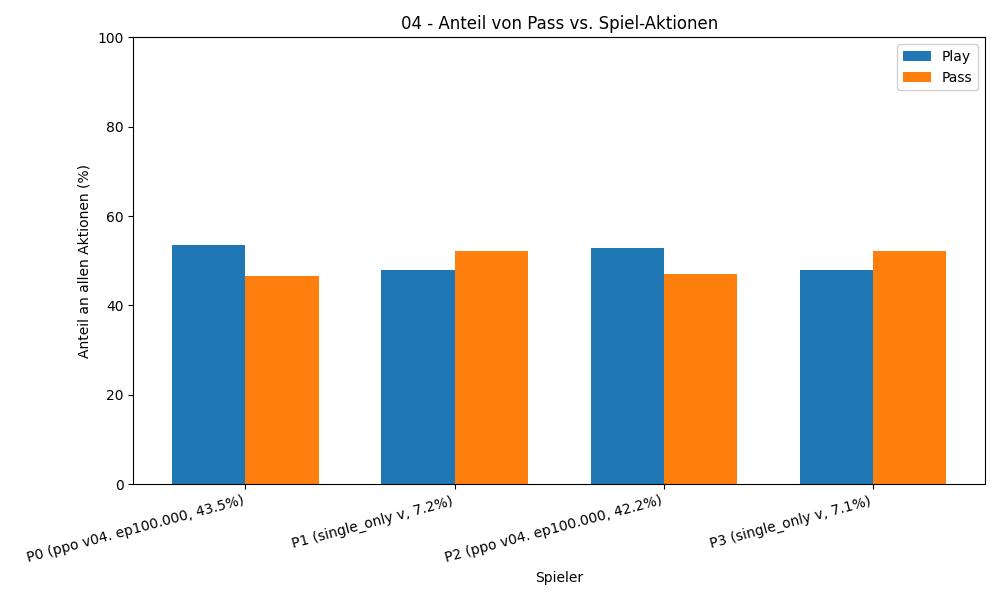 04 - Anteil von Pass vs. Spiel-Aktionen
Anteil an allen Aktionen (%)
100
80
60
40
20
0
Play
Pass
P0 (ppo v04. ep100.000, 43.5%)
P1 (single_only v, 7.2%)
P2 (ppo v04. ep100.000, 42.2%)
P3 (single_only v, 7.1%)
Spieler